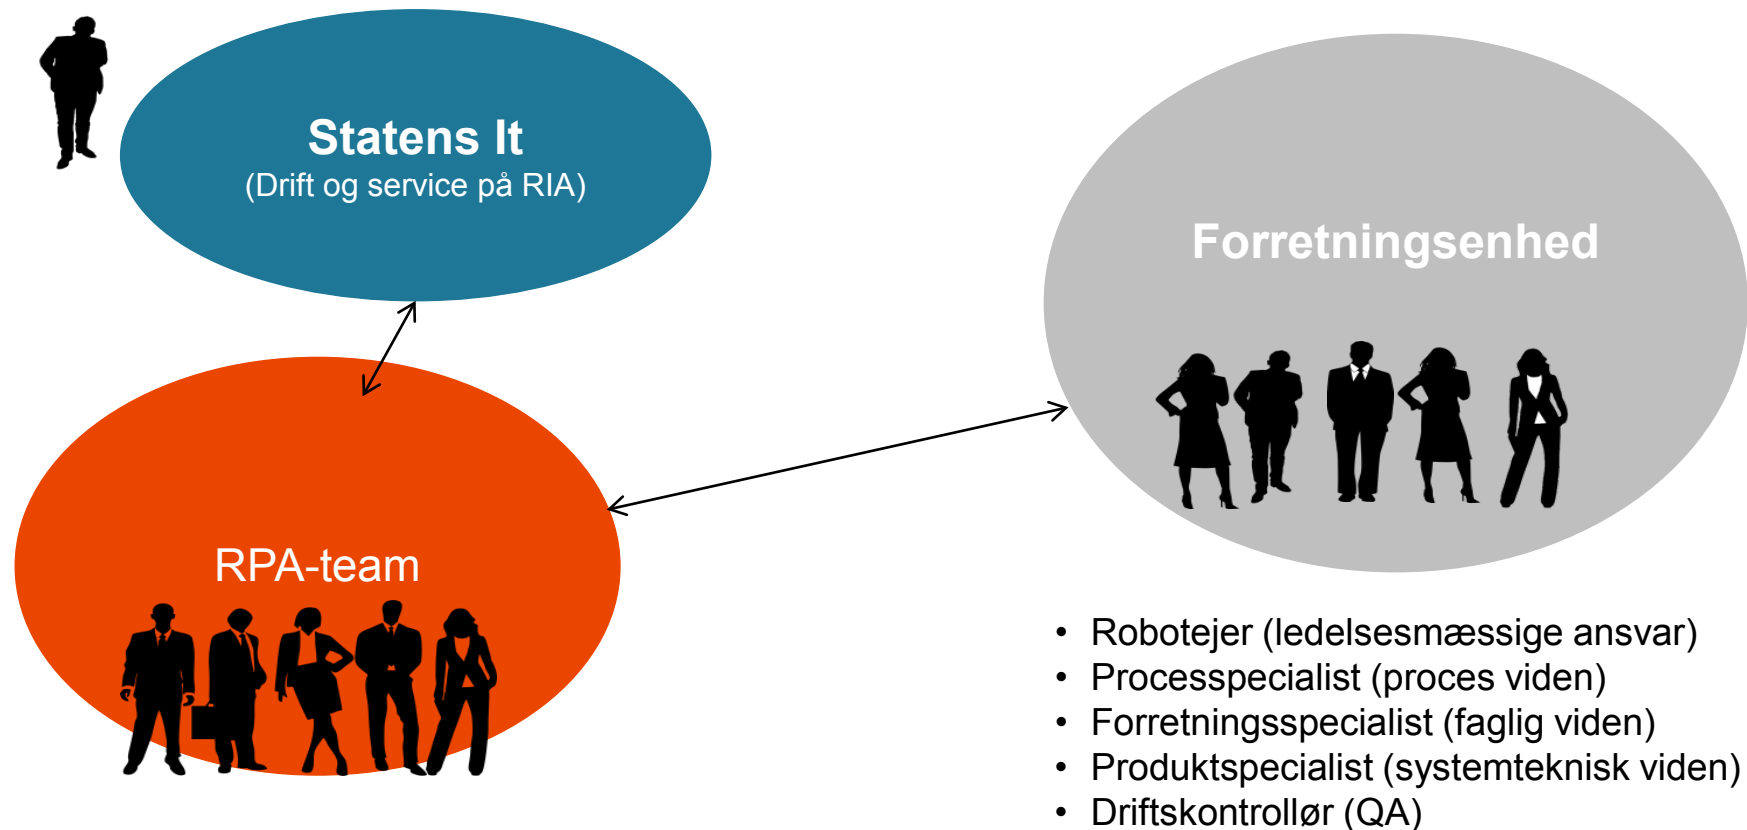 Statens It
(Drift og service på RIA)
Forretningsenhed
RPA-team
• Robotejer (ledelsesmæssige ansvar)
• Processpecialist (proces viden)
• Forretningsspecialist (faglig viden)
• Produktspecialist (systemteknisk viden)
• Driftskontrollør (QA)